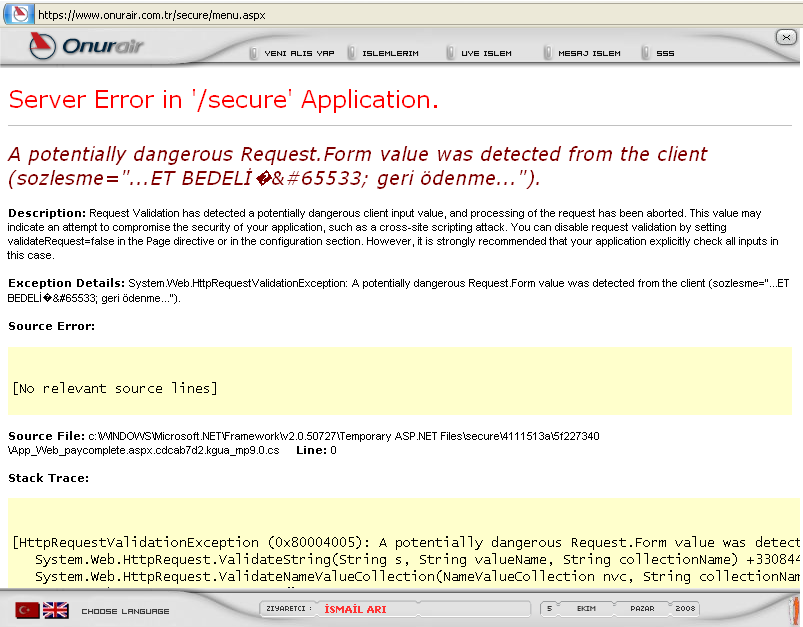 https://www.onurair.com.tr/secure/menu.aspx
Onurair
YENI ALIS VAP ISLEMLERIM UVE ISLEM MESAJ ISLEM SSS
Server Error in '/secure' Application.
A potentially dangerous Request.Form value was detected from the client
(sozlesme="...ET BEDELİ�&#65533; geri ödenme...").
Description: Request Validation has detected a potentially dangerous client input value, and processing of the request has been aborted. This value may
indicate an attempt to compromise the security of your application, such as a cross-site scripting attack. You can disable request validation by setting
validateRequest=false in the Page directive or in the configuration section. However, it is strongly recommended that your application explicitly check all inputs in
this case.
Exception Details: System.Web.HttpRequestValidationException: A potentially dangerous Request.Form value was detected from the client (sozlesme="...ET
BEDELİ�&#65533; geri ödenme...").
Source Error:
[No relevant source lines]
Source File: c:\WINDOWS\Microsoft.NET\Framework\v2.0.50727\Temporary ASP.NET Files\secure\4111513a\5f227340
\App_Web_paycomplete.aspx.cdcab7d2.kgua_mp9.0.cs Line: 0
Stack Trace:
[HttpRequestValidationException (0x80004005): A potentially dangerous Request.Form value was detect
System.Web.HttpRequest.ValidateString(String s, String valueName, String collectionName) +330844
System.Web.HttpRequest.ValidateNameValueCollection(NameValueCollection nvc, String collectionNam
CHOOSE LANGUAGE ZIYARETCI : İSMAİL ARI 5 EKIM PAZAR 2008